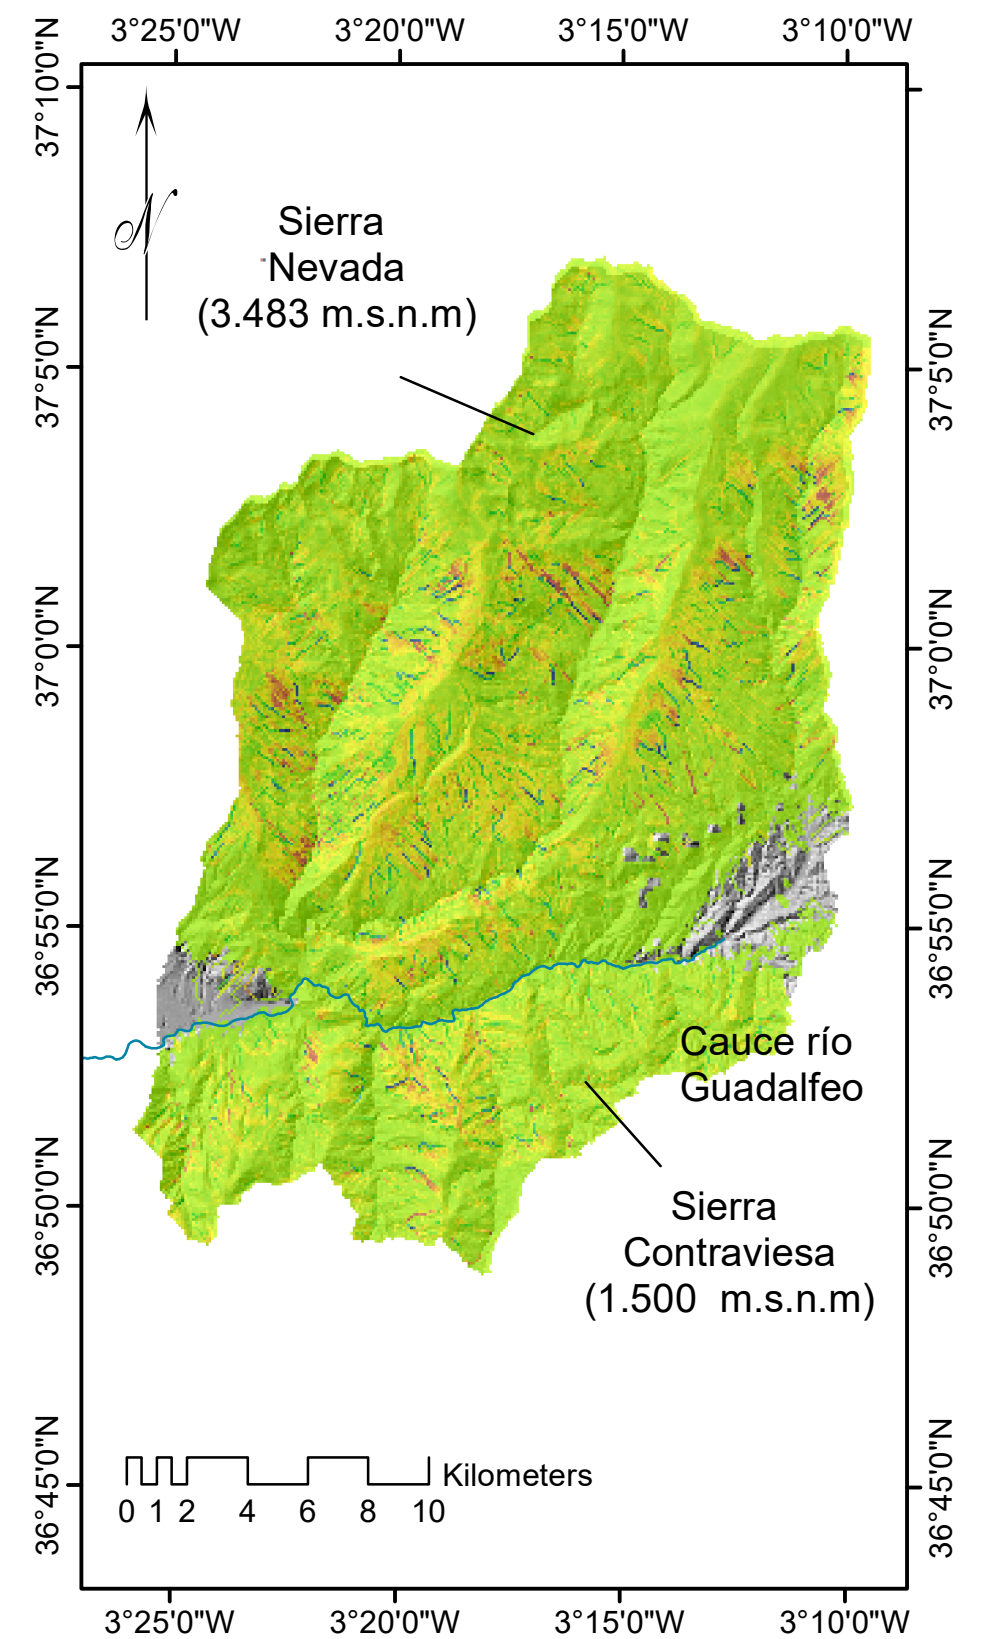 3°25'0"W 3°20'0"W 3°15'0"W 3°10'0"W
37°10'0"N
N
Sierra
Nevada
(3.483 m.s.n.m)
37°5'0"N 37°5'0"N
37°0'0"N 37°0'0"N
36°55'0"N 36°55'0"N
Cauce río
Guadalfeo
36°50'0"N 36°50'0"N
Sierra
Contraviesa
(1.500 m.s.n.m)
36°45'0"N 36°45'0"N
Kilometers
0 1 2 4 6 8 10
3°25'0"W 3°20'0"W 3°15'0"W 3°10'0"W